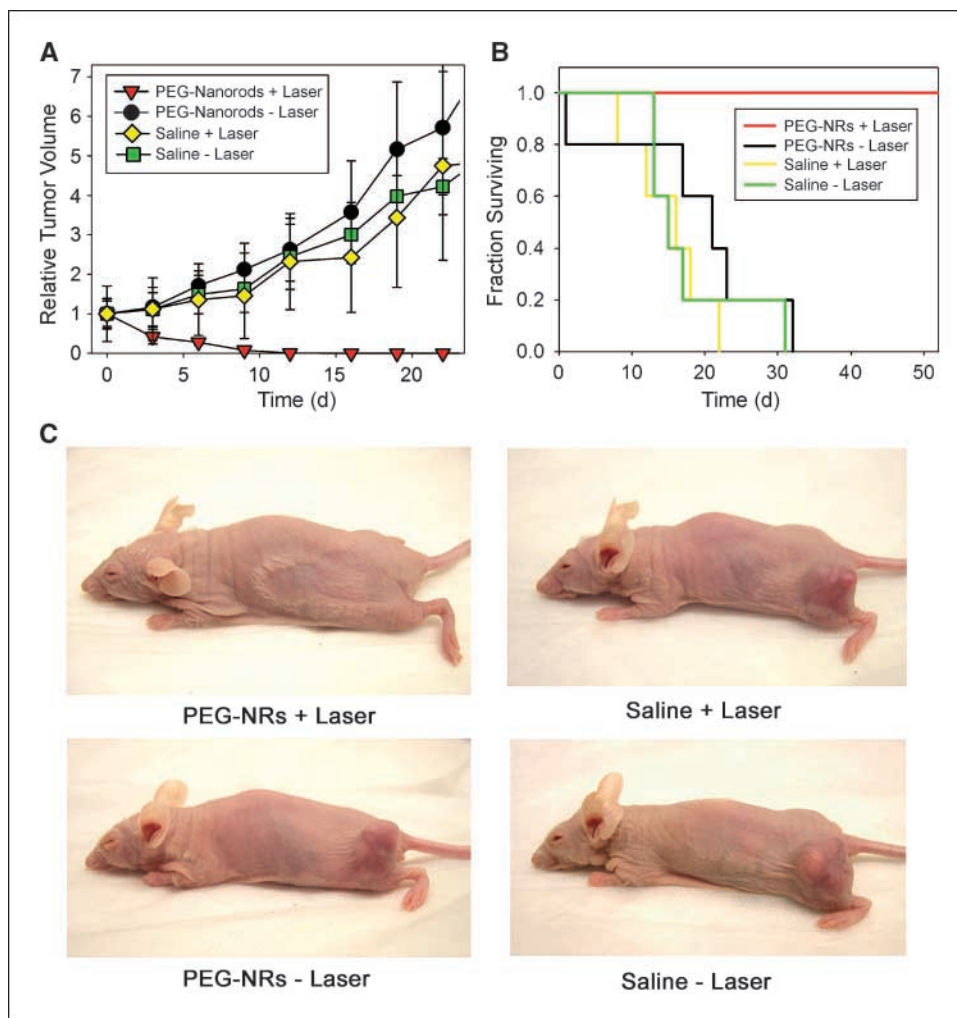 A
PEG-Nanorods + Laser
PEG-Nanorods - Laser
Saline + Laser
Saline - Laser
Relative Tumor Volume
7
6
5
4
3
2
1
0
0 5 10 15 20
Time (d)
B
PEG-NRs + Laser
PEG-NRs - Laser
Saline + Laser
Saline - Laser
Fraction Surviving
1.0
0.8
0.6
0.4
0.2
0.0
0 10 20 30 40 50
Time (d)
C
PEG-NRs + Laser
Saline + Laser
PEG-NRs - Laser
Saline - Laser